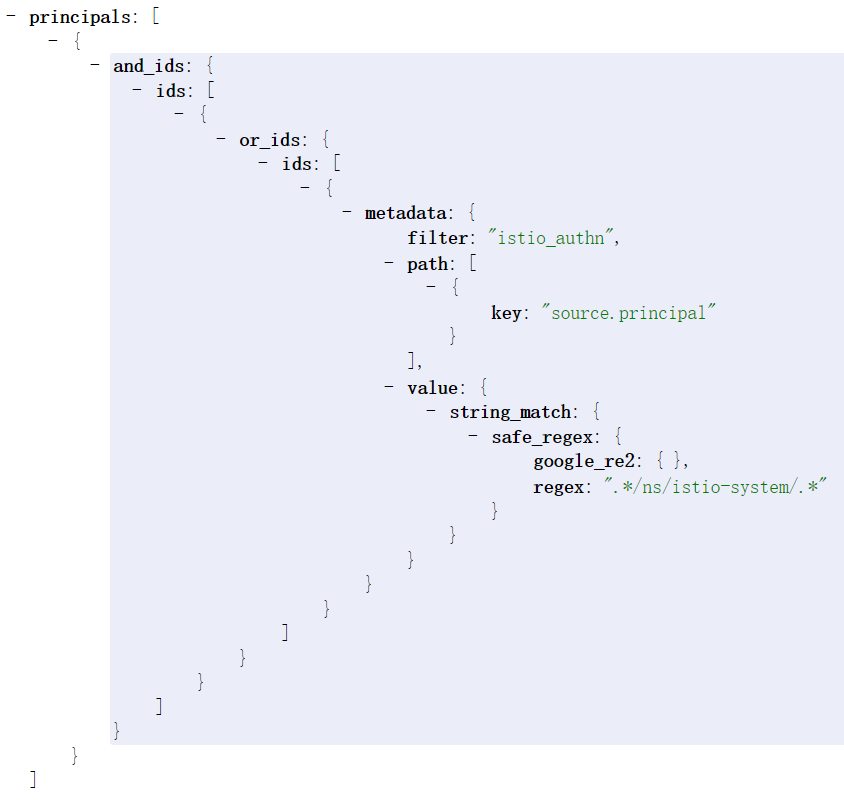 - principals: [
- {
- and_ids: {
- ids: [
- {
- or_ids: {
- ids: [
- {
- metadata: {
filter: "istio_authn",
- path: [
- {
key: "source.principal"
}
],
- value: {
- string_match: {
- safe_regex: {
google_re2: { },
regex: ".*/ns/istio-system/.*"
}
}
}
}
}
]
}
}
]
}
}
]